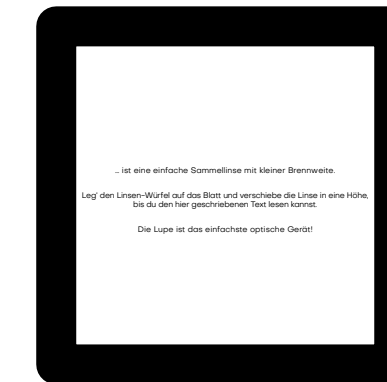 ... ist eine einfache Sammellinse mit kleiner Brennweite.
Leg' den Linsen-Würfel auf das Blatt und verschiebe die Linse in eine Höhe,
bis du den hier geschriebenen Text lesen kannst.
Die Lupe ist das einfachste optische Gerät!